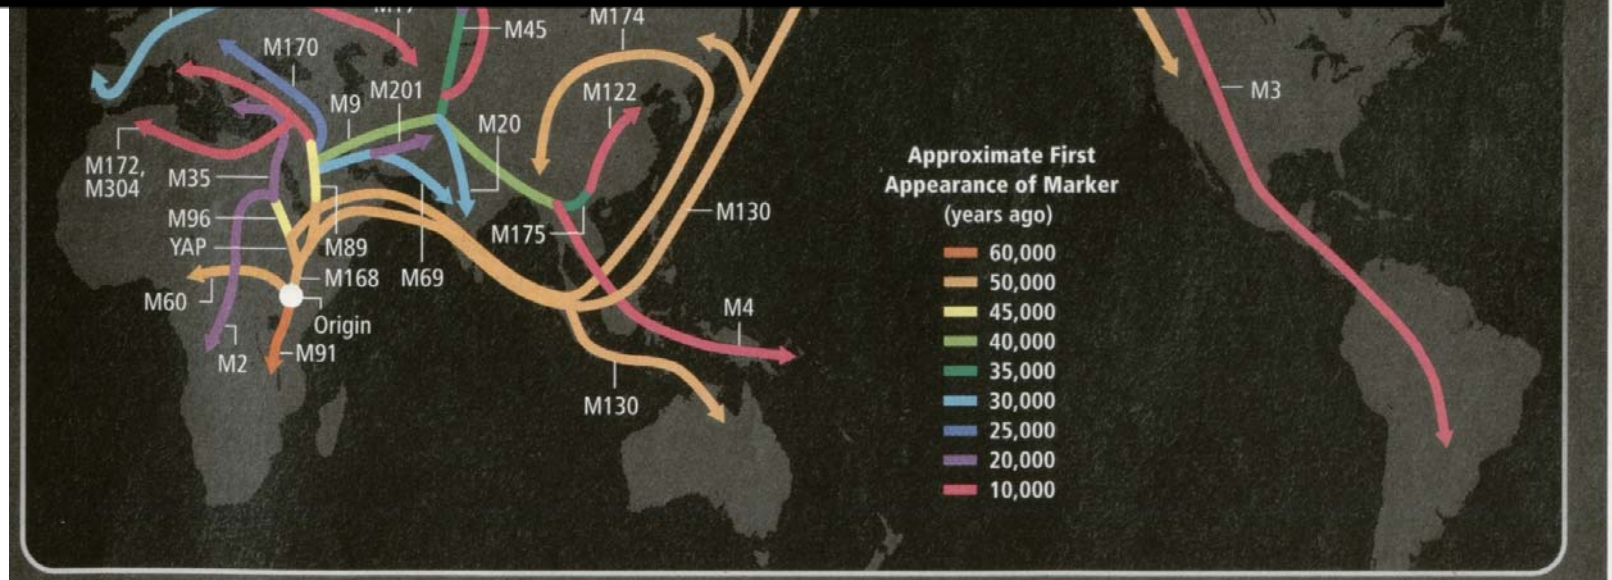 M174
M45
M170
M122
M201
M9
M3
M20
M172,
M304
M35
M96
YAP
M89
M175
M130
M168
M69
M60
Origin
M4
M2
M91
M130
Approximate First
Appearance of Marker
(years ago)
60,000
50,000
45,000
40,000
35,000
30,000
25,000
20,000
10,000